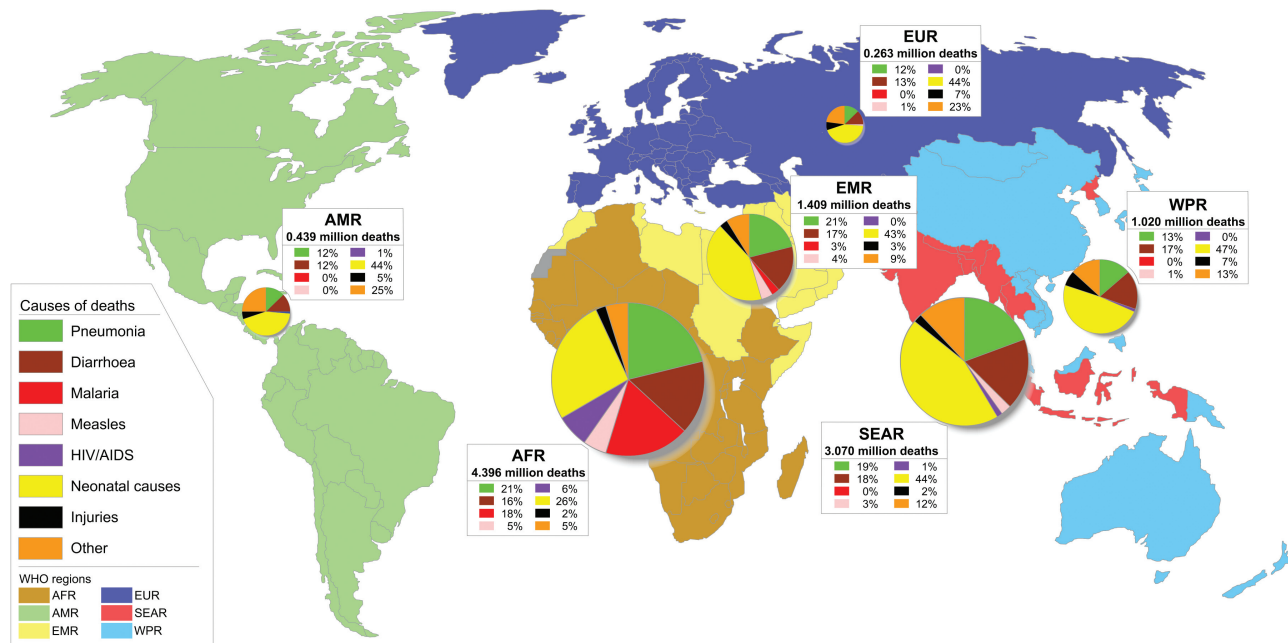 EUR
0.263 million deaths
12% 0%
13% 44%
0% 7%
1% 23%
EMR
1.409 million deaths
21% 0%
17% 43%
3% 3%
4% 9%
WPR
1.020 million deaths
13% 0%
17% 47%
0% 7%
1% 13%
AMR
0.439 million deaths
12% 1%
12% 44%
0% 5%
0% 25%
Causes of deaths
Pneumonia
Diarrhoea
Malaria
Measles
HIV/AIDS
Neonatal causes
Injuries
Other
WHO regions
AFR EUR
AMR SEAR
EMR WPR
AFR
4.396 million deaths
21% 6%
16% 26%
18% 2%
5% 5%
SEAR
3.070 million deaths
19% 1%
18% 44%
0% 2%
3% 12%